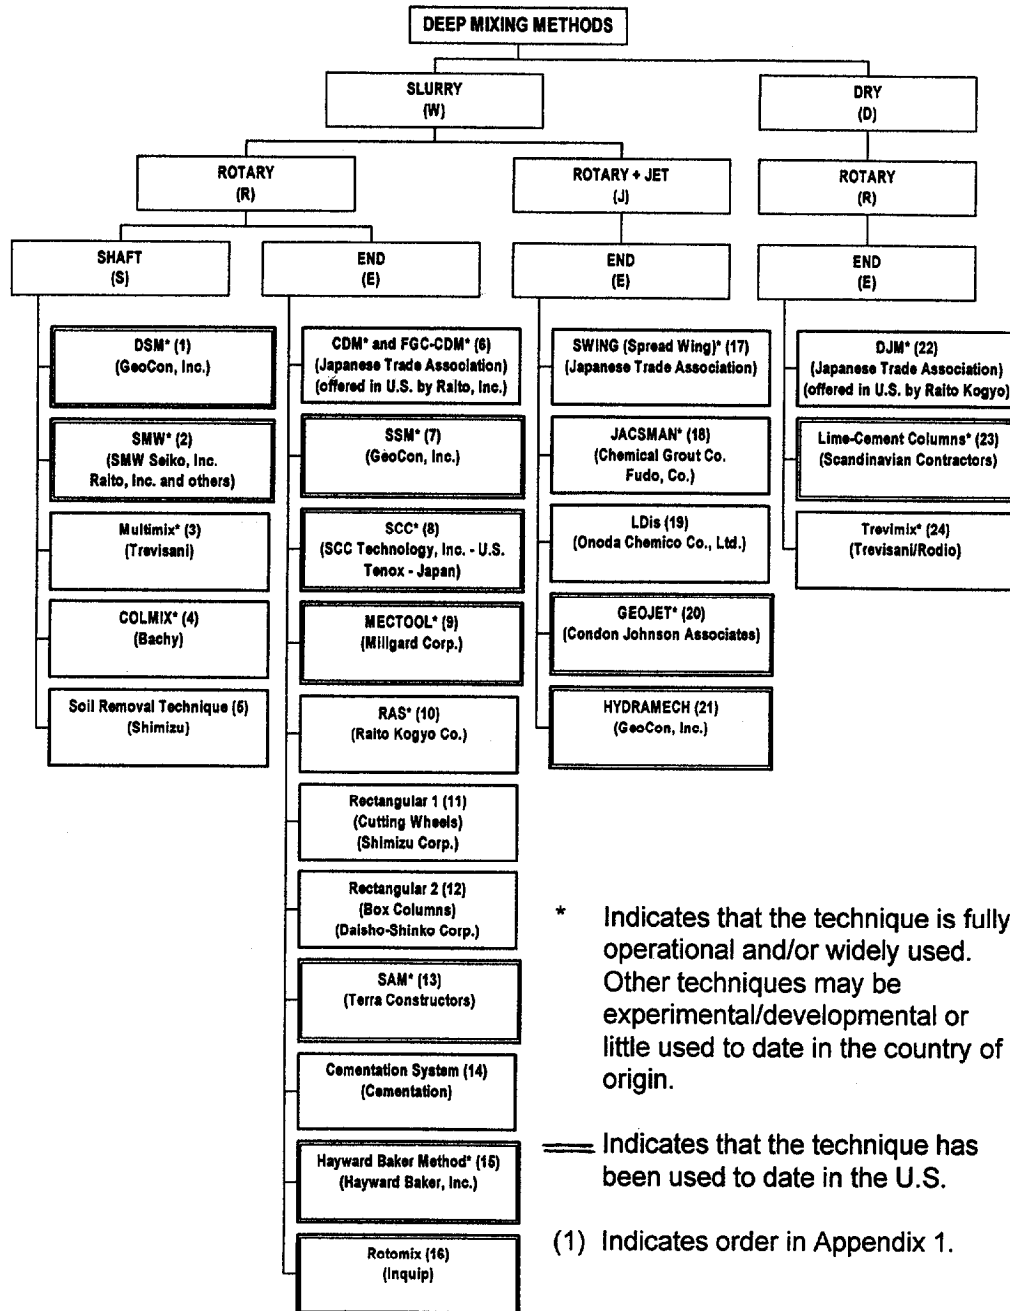 DEEP MIXING METHODS
SLURRY
(W)
DRY
(D)
ROTARY
(R)
ROTARY + JET
(J)
ROTARY
(R)
SHAFT
(S)
END
(E)
END
(E)
END
(E)
DSM* (1)
(GeoCon, Inc.)
SMW* (2)
(SMW Seiko, Inc.
Raito, Inc. and others)
Multimix* (3)
(Trevisani)
COLMIX* (4)
(Bachy)
Soil Removal Technique (5)
(Shimizu)
CDM* and FGC-CDM* (6)
(Japanese Trade Association)
(offered in U.S. by Raito, Inc.)
SSM* (7)
(GeoCon, Inc.)
SCC* (8)
(SCC Technology, Inc. - U.S.
Tenox - Japan)
MECTOOL* (9)
(Millgard Corp.)
RAS* (10)
(Raito Kogyo Co.)
Rectangular 1 (11)
(Cutting Wheels)
(Shimizu Corp.)
Rectangular 2 (12)
(Box Columns)
(Daisho-Shinko Corp.)
SAM* (13)
(Terra Constructors)
Cementation System (14)
(Cementation)
Hayward Baker Method* (15)
(Hayward Baker, Inc.)
Rotomix (16)
(Inquip)
SWING (Spread Wing)* (17)
(Japanese Trade Association)
JACSMAN* (18)
(Chemical Grout Co.
Fudo, Co.)
LDis (19)
(Onoda Chemico Co., Ltd.)
GEOJET* (20)
(Condon Johnson Associates)
HYDRAMECH (21)
(GeoCon, Inc.)
DJM* (22)
(Japanese Trade Association)
(offered in U.S. by Raito Kogyo)
Lime-Cement Columns* (23)
(Scandinavian Contractors)
Trevimix* (24)
(Trevisani/Rodio)
* Indicates that the technique is fully
operational and/or widely used.
Other techniques may be
experimental/developmental or
little used to date in the country of
origin.
Indicates that the technique has
been used to date in the U.S.
(1) Indicates order in Appendix 1.